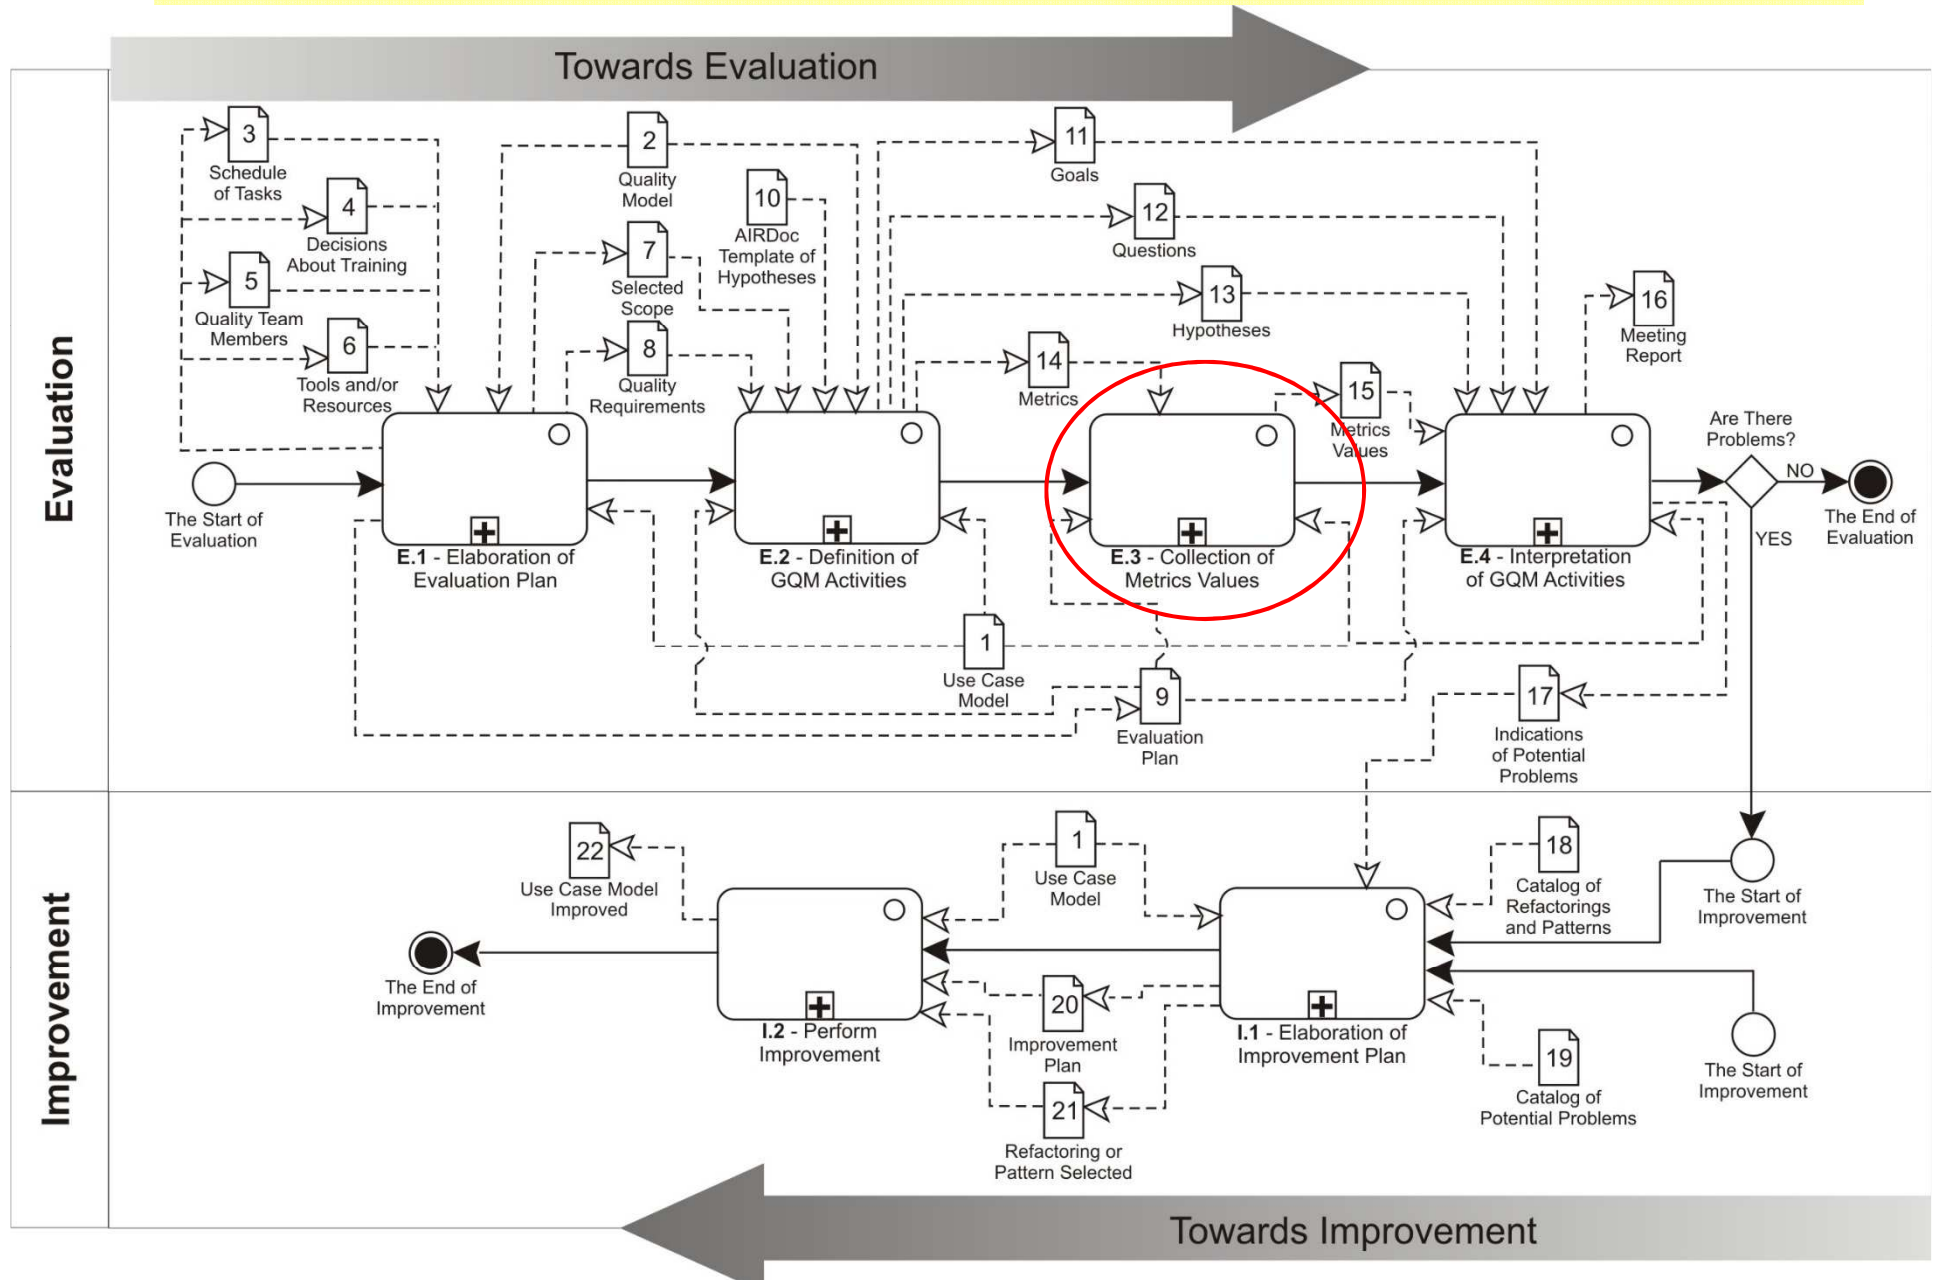 Towards Evaluation
Evaluation
3
Schedule
of Tasks
4
Decisions
About Training
5
Quality Team
Members
6
Tools and/or
Resources
2
Quality
Model
7
Selected
Scope
8
Quality
Requirements
10
AIRDoc
Template of
Hypotheses
11
Goals
12
Questions
13
Hypotheses
14
Metrics
15
Metrics
Values
16
Meeting
Report
The Start of
Evaluation
E.1 - Elaboration of
Evaluation Plan
E.2 - Definition of
GQM Activities
E.3 - Collection of
Metrics Values
E.4 - Interpretation
of GQM Activities
Are There
Problems?
NO
YES
The End of
Evaluation
1
Use Case
Model
9
Evaluation
Plan
17
Indications
of Potential
Problems
Improvement
22
Use Case Model
Improved
1
Use Case
Model
18
Catalog of
Refactorings
and Patterns
The Start of
Improvement
The End of
Improvement
I.2 - Perform
Improvement
20
Improvement
Plan
21
Refactoring or
Pattern Selected
I.1 - Elaboration of
Improvement Plan
19
Catalog of
Potential Problems
The Start of
Improvement
Towards Improvement